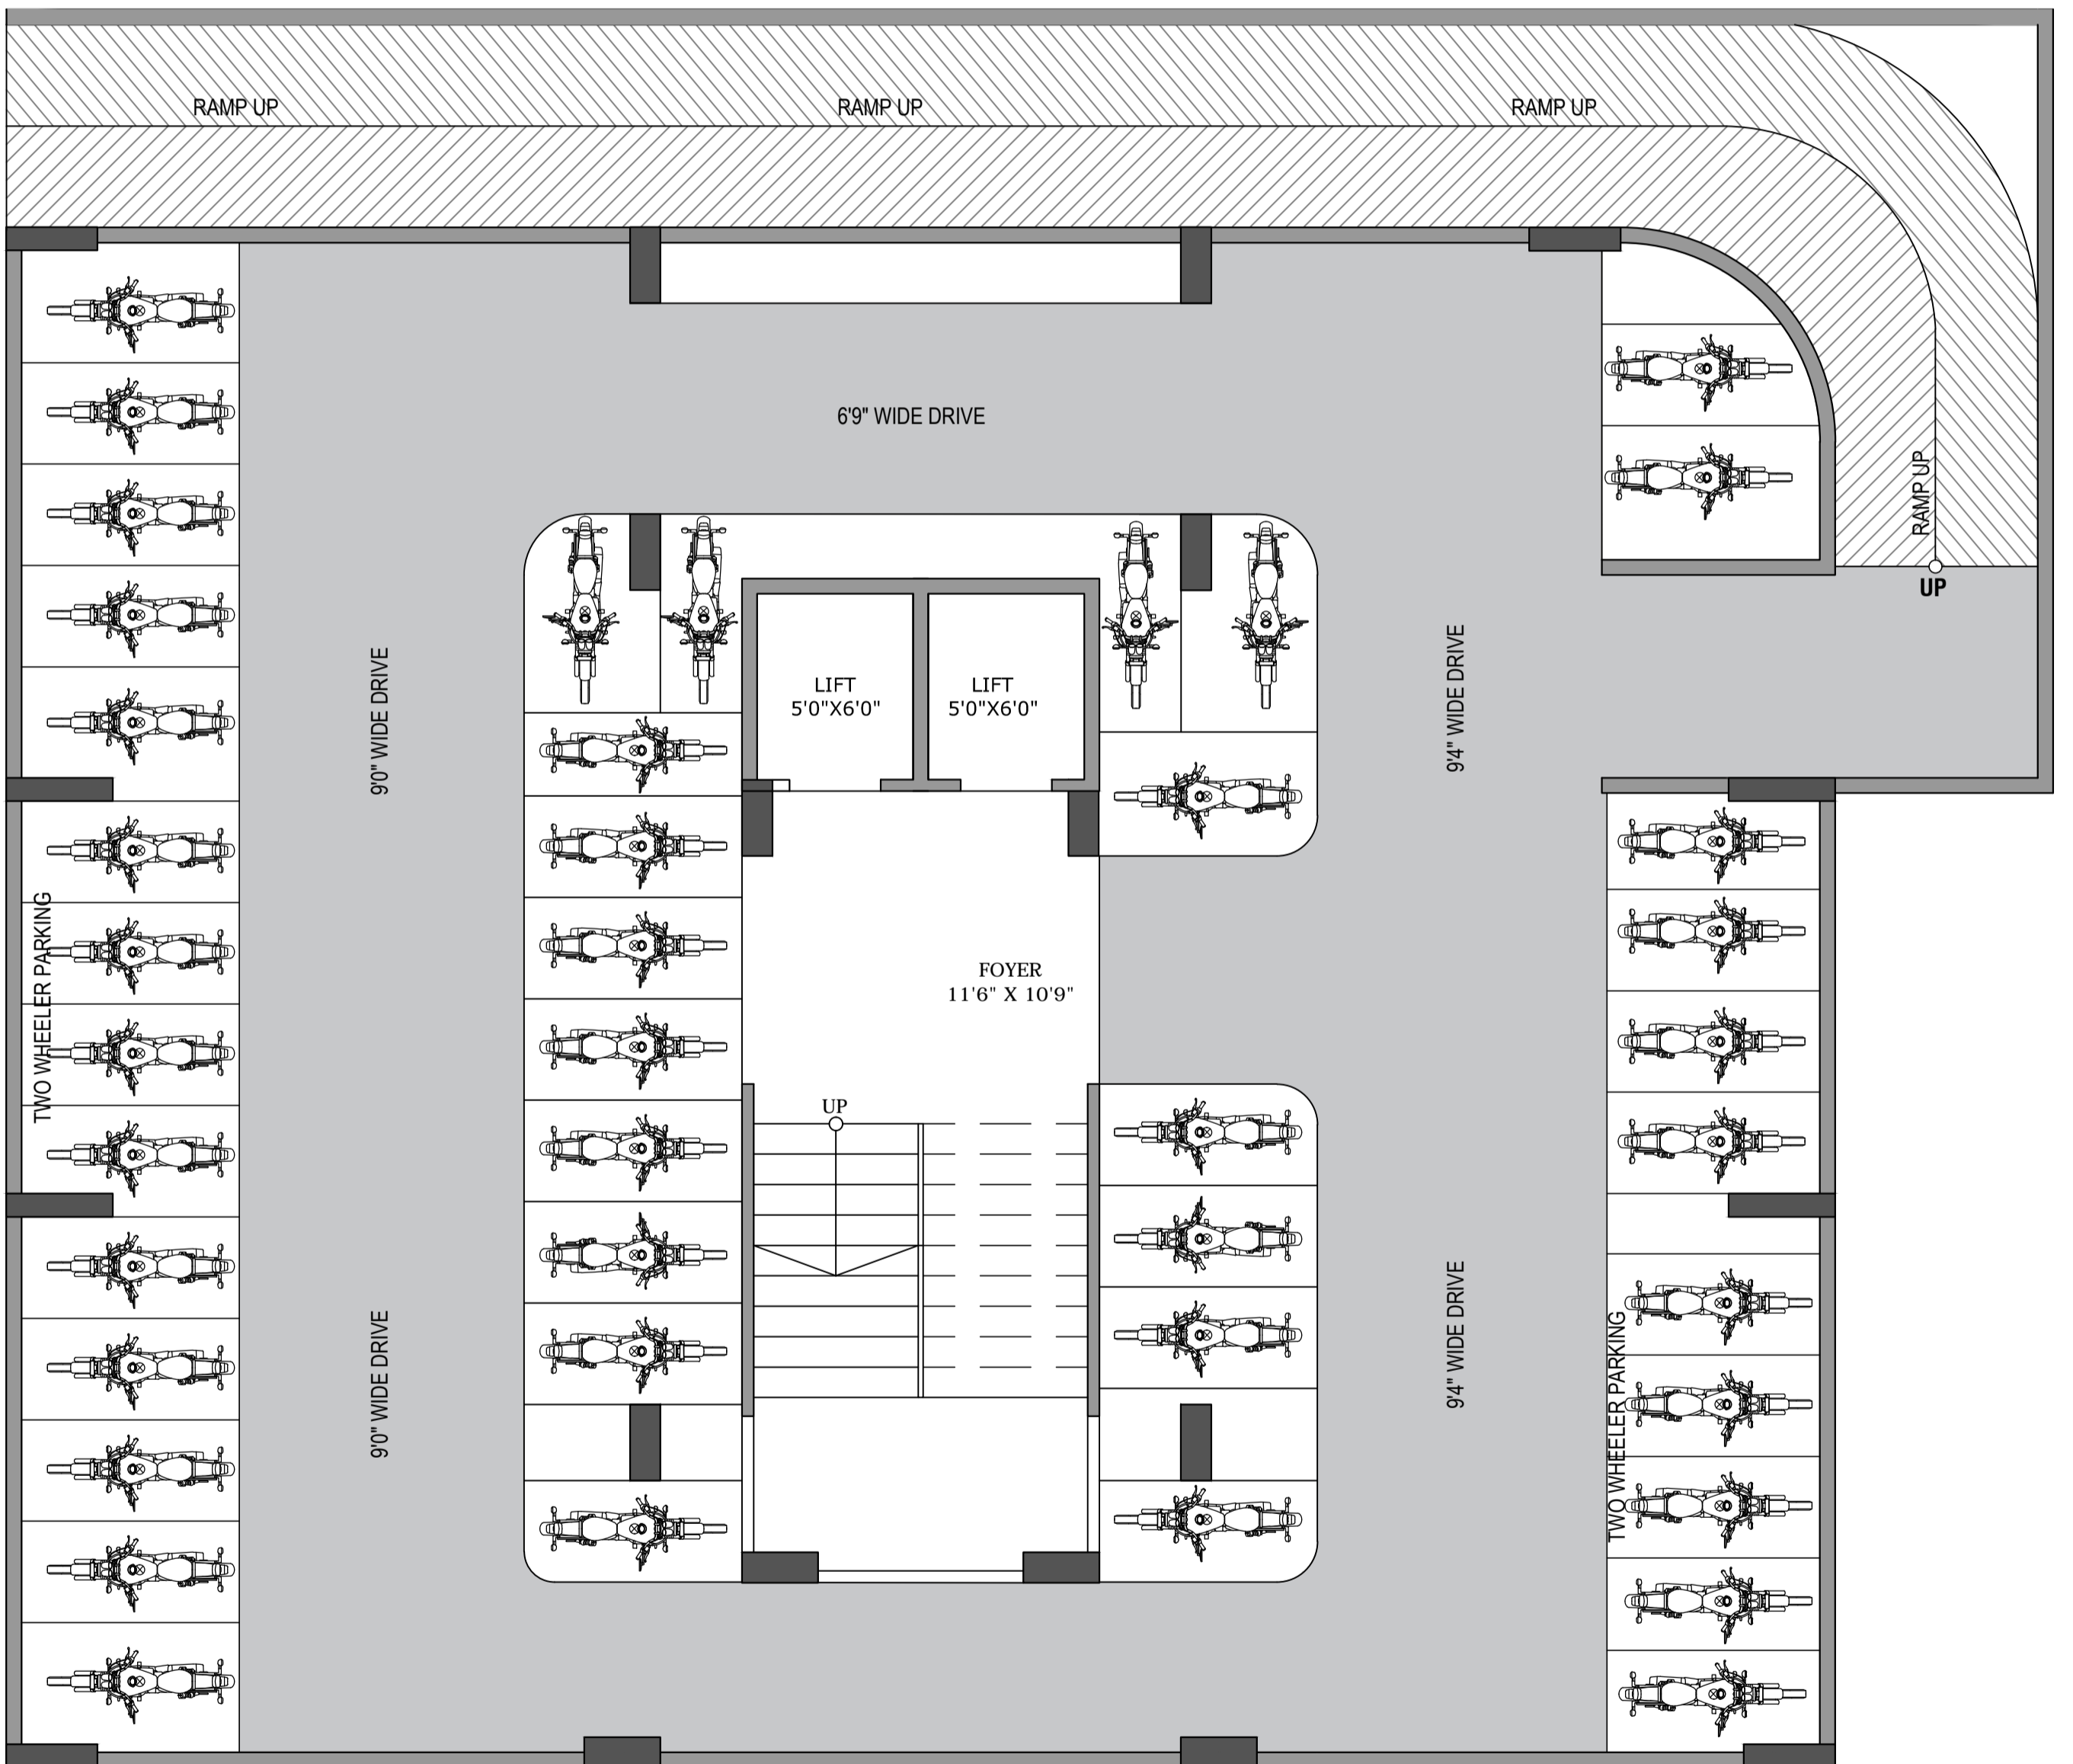 RAMP UP
RAMP UP
RAMP UP
6'9" WIDE DRIVE
RAMP UP
UP
9'0" WIDE DRIVE
LIFT
5'0"X6'0"
LIFT
5'0"X6'0"
9'4" WIDE DRIVE
TWO WHEELER PARKING
FOYER
11'6" X 10'9"
UP
9'0" WIDE DRIVE
9'4" WIDE DRIVE
TWO WHEELER PARKING